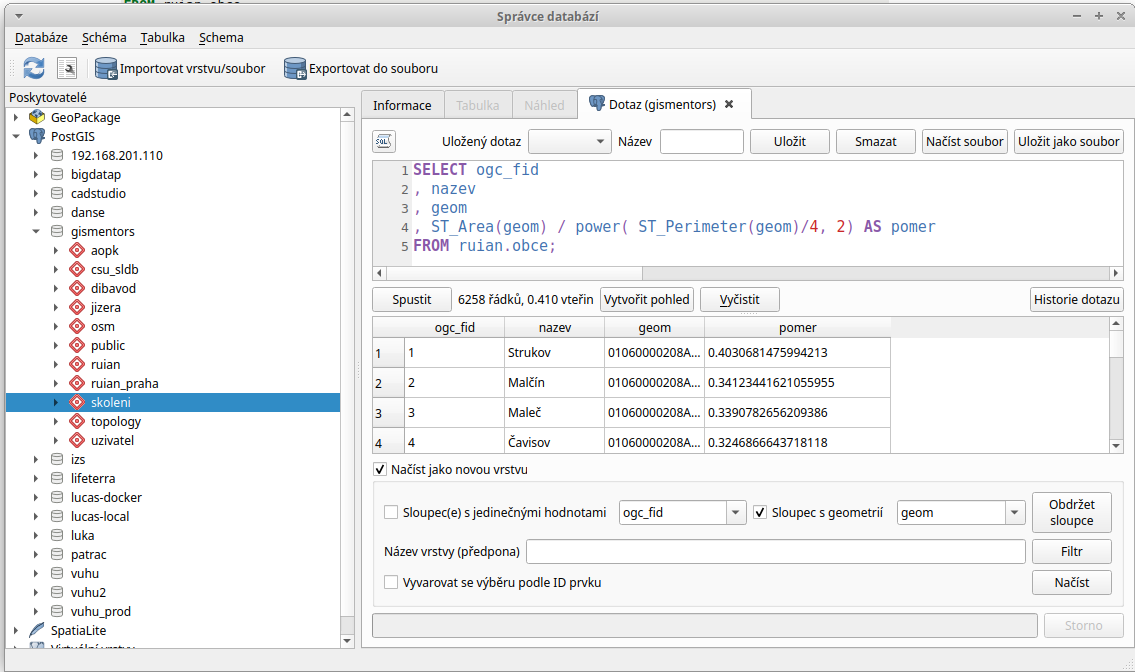 FROM ruian.obce
Správce databází
Databáze Schéma Tabulka Schema
Importovat vrstvu/soubor Exportovat do souboru
Poskytovatelé
GeoPackage
PostGIS
192.168.201.110
bigdatap
cadstudio
danse
gismentors
aopk
csu_sldb
dibavod
jizera
osm
public
ruian
ruian_praha
skoleni
topology
uzivatel
izs
lifeterra
lucas-docker
lucas-local
luka
patrac
vuhu
vuhu2
vuhu_prod
SpatiaLite
Virtuální vrstvy
Informace Tabulka Náhled Dotaz (gismentors)
SQL Uložený dotaz Název Uložit Smazat Načíst soubor Uložit jako soubor
1 SELECT ogc_fid
2 , nazev
3 , geom
4 , ST_Area(geom) / power( ST_Perimeter(geom)/4, 2) AS pomer
5 FROM ruian.obce;
Spustit 6258 řádků, 0.410 vteřin Vytvořit pohled Vyčistit Historie dotazu
ogc_fid nazev geom pomer
1 1 Strukov 01060000208A... 0.4030681475994213
2 2 Malčín 01060000208A... 0.34123441621055955
3 3 Maleč 01060000208A... 0.3390782656209386
4 4 Čavisov 01060000208A... 0.3246866643718118
Načíst jako novou vrstvu
Sloupec(e) s jedinečnými hodnotami ogc_fid Sloupec s geometrií geom Obdržet sloupce
Název vrstvy (předpona) Filtr
Vyvarovat se výběru podle ID prvku Načíst
Storno